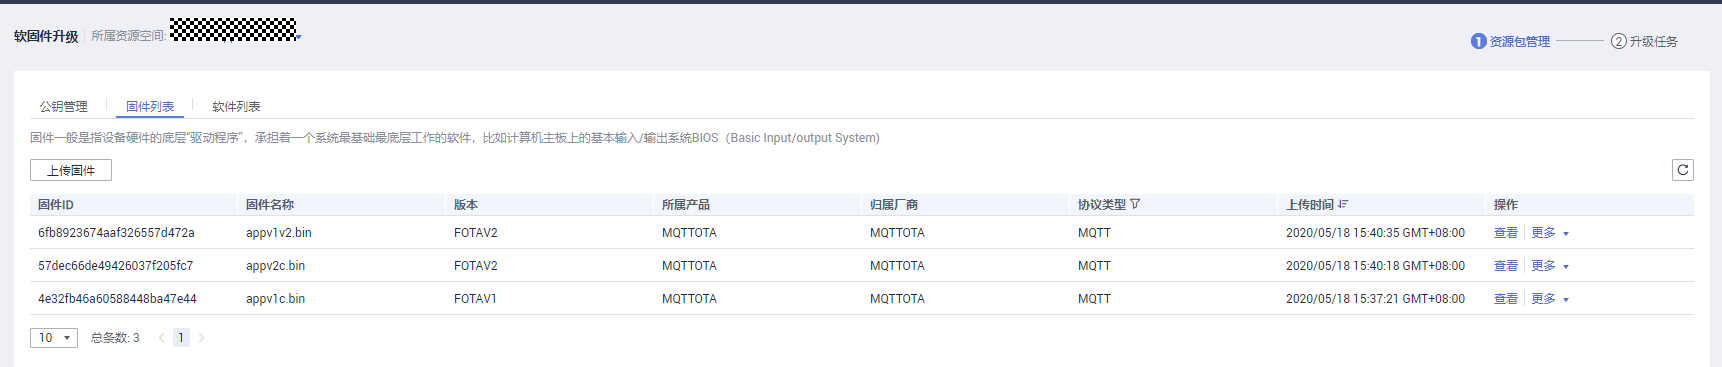 软固件升级 所属资源空间:
1 资源包管理 2 升级任务
公钥管理 固件列表 软件列表
固件一般是指设备硬件的底层“驱动程序”，承担着一个系统最基础最底层工作的软件，比如计算机主板上的基本输入/输出系统BIOS（Basic Input/output System)
上传固件
固件ID 固件名称 版本 所属产品 归属厂商 协议类型 上传时间 操作
6fb8923674aaf326557d472a appv1v2.bin FOTAV2 MQTTOTA MQTTOTA MQTT 2020/05/18 15:40:35 GMT+08:00 查看 更多
57dec66de49426037f205fc7 appv2c.bin FOTAV2 MQTTOTA MQTTOTA MQTT 2020/05/18 15:40:18 GMT+08:00 查看 更多
4e32fb46a60588448ba47e44 appv1c.bin FOTAV1 MQTTOTA MQTTOTA MQTT 2020/05/18 15:37:21 GMT+08:00 查看 更多
10 总条数: 3 1